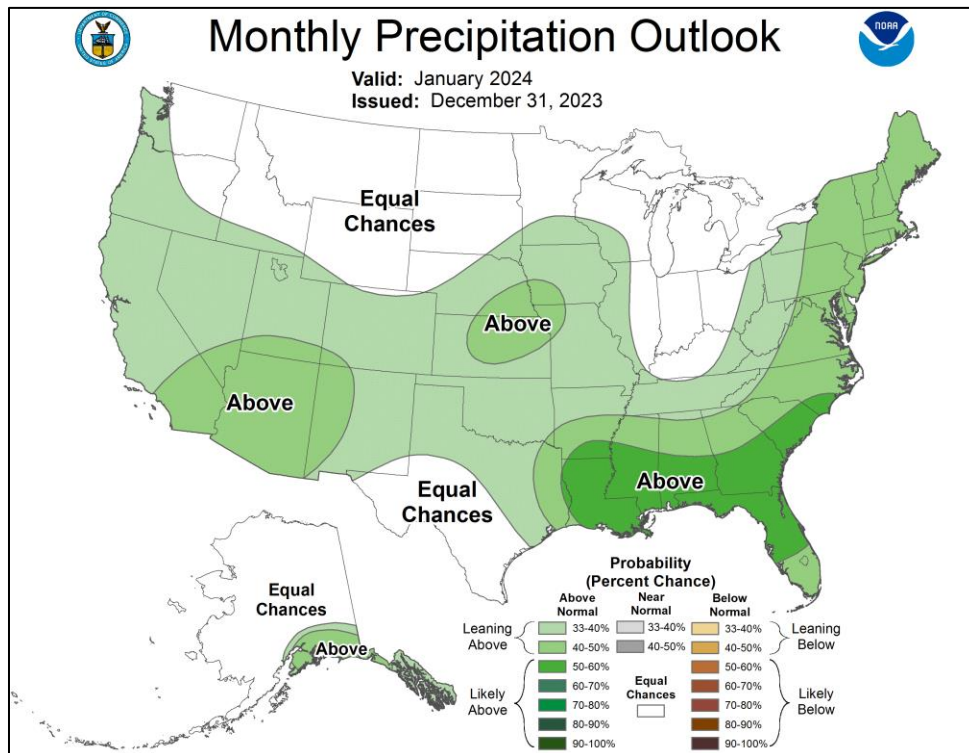 Monthly Precipitation Outlook
NOAA
Valid: January 2024
Issued: December 31, 2023
Equal
Chances
Above
Above
Above
Equal
Chances
Equal
Chances
Above
Probability
(Percent Chance)
Above
Normal
Near
Normal
Below
Normal
Leaning
Above
33-40%
40-50%
33-40%
40-50%
33-40%
40-50%
Leaning
Below
Likely
Above
50-60%
60-70%
70-80%
80-90%
90-100%
Equal
Chances
50-60%
60-70%
70-80%
80-90%
90-100%
Likely
Below